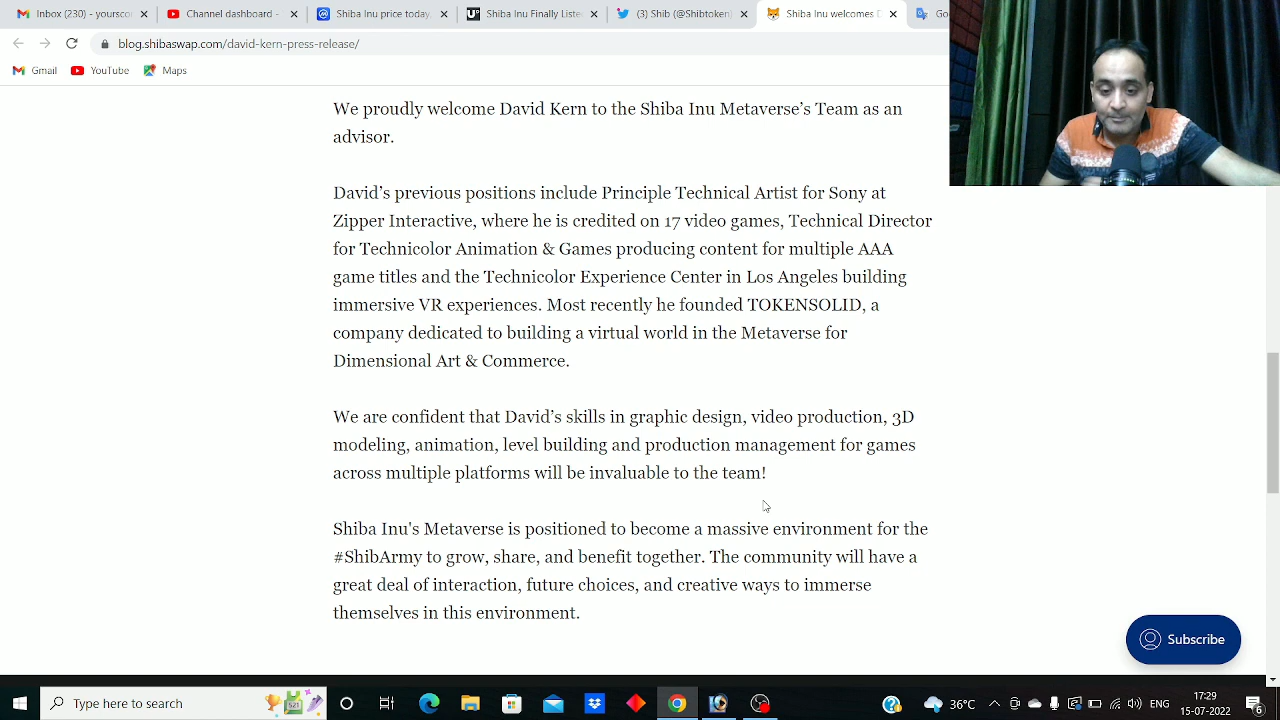 Inbox (230) - yourscor
Channel dashboard -
Shiba Inu price today,
Shiba Inu Finally Liste
(3) Shib (@Shibtoken)
Shiba Inu welcomes D
Go
blog.shibaswap.com/david-kern-press-release/
Gmail
YouTube
Maps
We proudly welcome David Kern to the Shiba Inu Metaverse’s Team as an
advisor.
David’s previous positions include Principle Technical Artist for Sony at
Zipper Interactive, where he is credited on 17 video games, Technical Director
for Technicolor Animation & Games producing content for multiple AAA
game titles and the Technicolor Experience Center in Los Angeles building
immersive VR experiences. Most recently he founded TOKENSOLID, a
company dedicated to building a virtual world in the Metaverse for
Dimensional Art & Commerce.
We are confident that David’s skills in graphic design, video production, 3D
modeling, animation, level building and production management for games
across multiple platforms will be invaluable to the team!
Shiba Inu's Metaverse is positioned to become a massive environment for the
#ShibArmy to grow, share, and benefit together. The community will have a
great deal of interaction, future choices, and creative ways to immerse
themselves in this environment.
Subscribe
Type here to search
36°C
ENG
17:29
15-07-2022
6